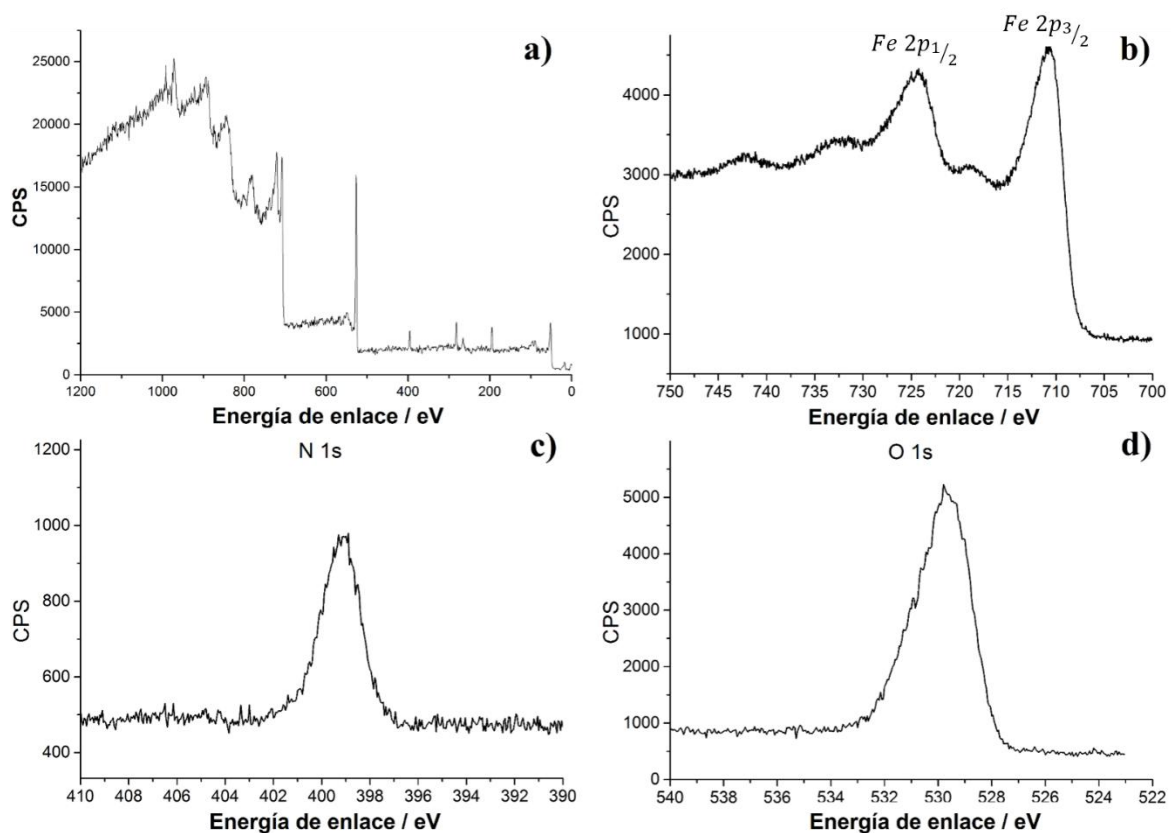 a)
CPS
25000
20000
15000
10000
5000
0
1200 1000 800 600 400 200 0
Energía de enlace / eV
b)
Fe 2p1/2
Fe 2p3/2
CPS
4000
3000
2000
1000
750 745 740 735 730 725 720 715 710 705 700
Energía de enlace / eV
c)
N 1s
CPS
1200
1000
800
600
400
410 408 406 404 402 400 398 396 394 392 390
Energía de enlace / eV
d)
O 1s
CPS
5000
4000
3000
2000
1000
0
540 538 536 534 532 530 528 526 524 522
Energía de enlace / eV